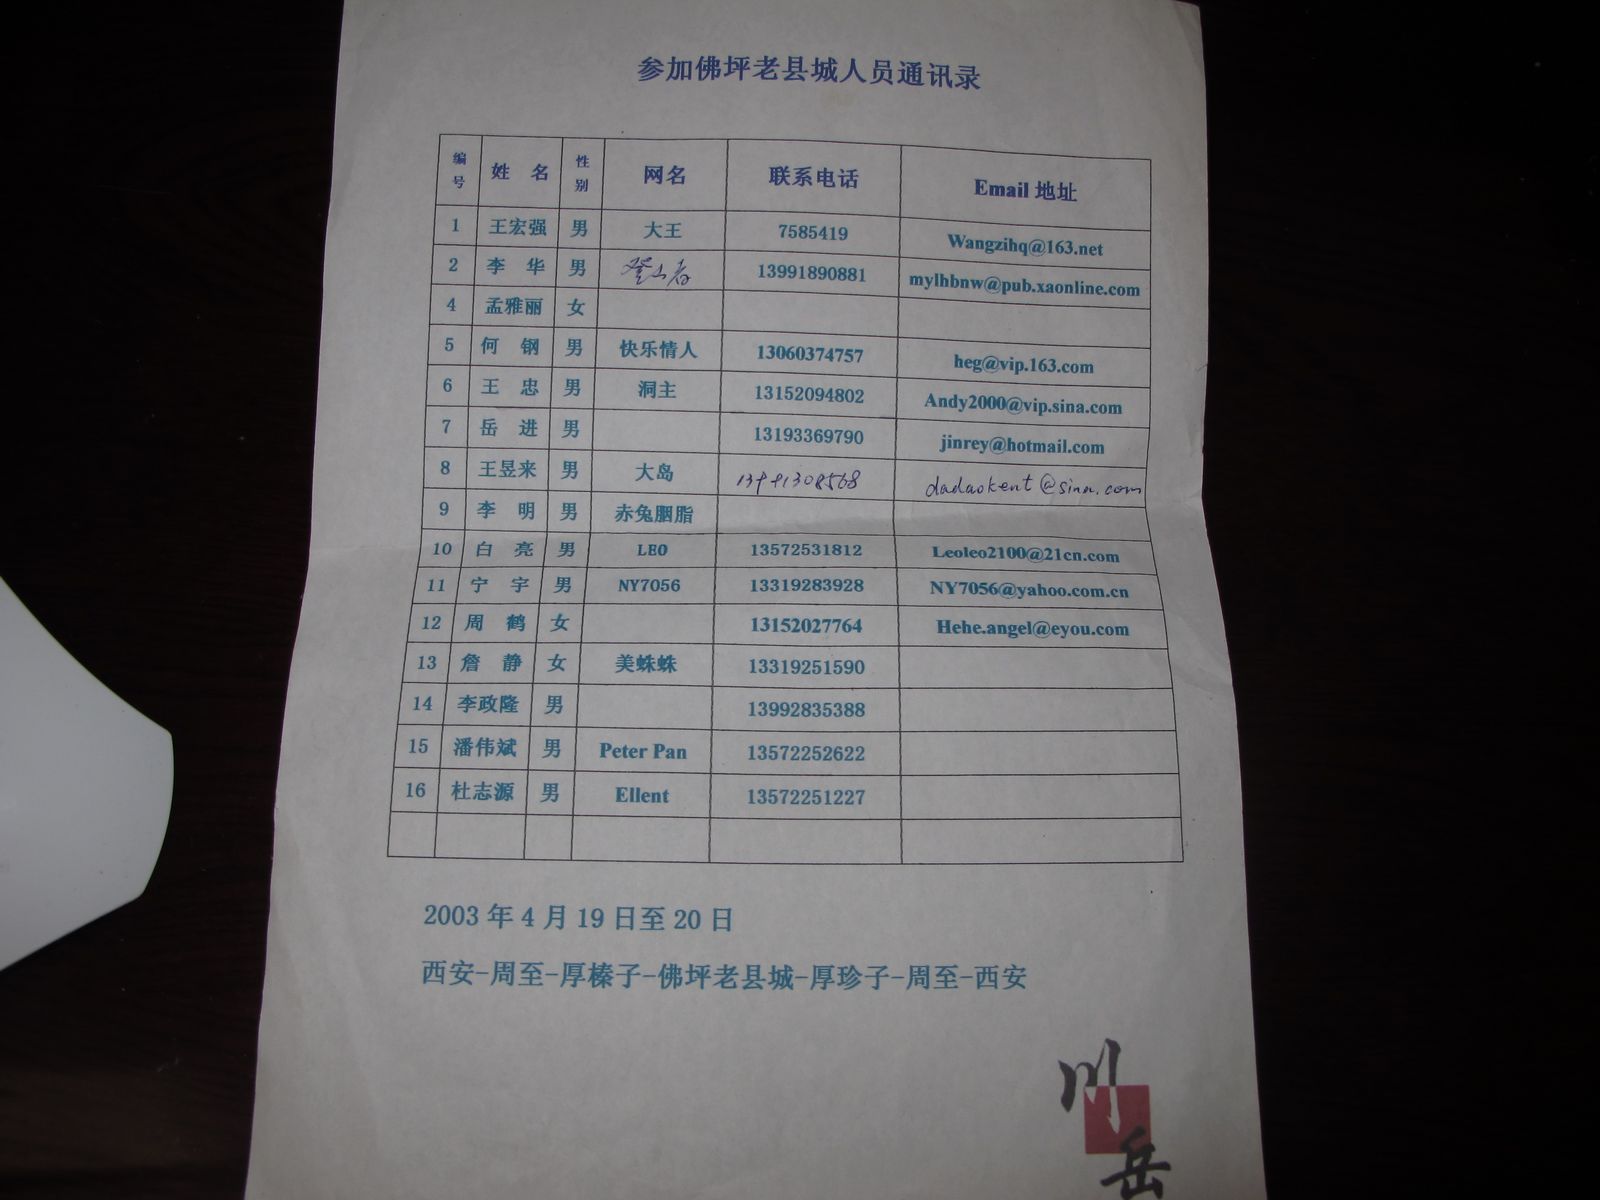 参加佛坪老县城人员通讯录
编号 姓 名 性别 网名 联系电话 Email 地址
1 王宏强 男 大王 7585419 Wangzihq@163.net
2 李 华 男 登山者 13991890881 mylhbnw@pub.xaonline.com
4 孟雅丽 女
5 何 钢 男 快乐情人 13060374757 heg@vip.163.com
6 王 忠 男 洞主 13152094802 Andy2000@vip.sina.com
7 岳 进 男 13193369790 jinrey@hotmail.com
8 王昱来 男 大岛 13991308568 dadaokent@sina.com
9 李 明 男 赤兔胭脂
10 白 亮 男 LEO 13572531812 Leoleo2100@21cn.com
11 宁 宇 男 NY7056 13319283928 NY7056@yahoo.com.cn
12 周 鹤 女 13152027764 Hehe.angel@eyou.com
13 詹 静 女 美蛛蛛 13319251590
14 李政隆 男 13992835388
15 潘伟斌 男 Peter Pan 13572252622
16 杜志源 男 Ellent 13572251227
2003 年 4 月 19 日至 20 日
西安-周至-厚榛子-佛坪老县城-厚珍子-周至-西安
川
岳